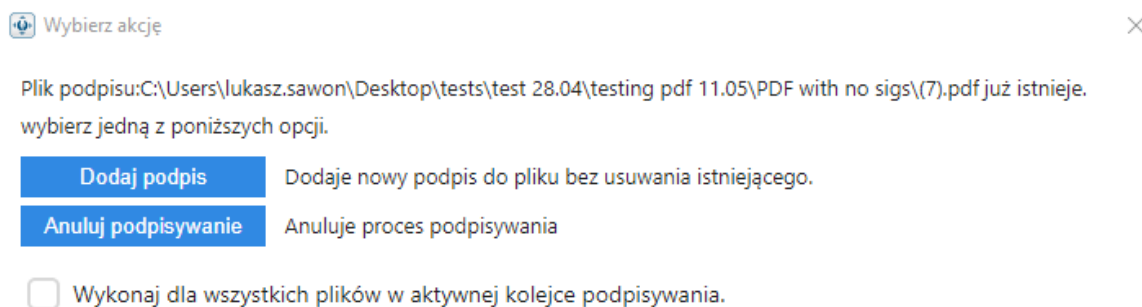 Wybierz akcję
Plik podpisu:C:\Users\lukasz.sawon\Desktop\tests\test 28.04\testing pdf 11.05\PDF with no sigs\(7).pdf już istnieje.
wybierz jedną z poniższych opcji.
Dodaj podpis Dodaje nowy podpis do pliku bez usuwania istniejącego.
Anuluj podpisywanie Anuluje proces podpisywania
Wykonaj dla wszystkich plików w aktywnej kolejce podpisywania.